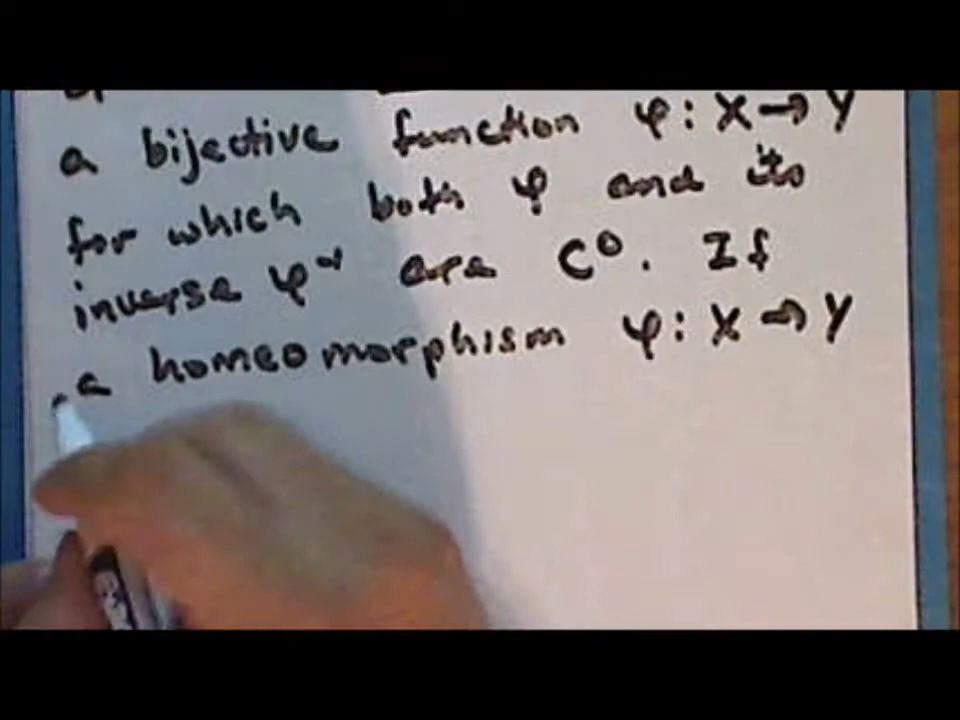 a bijective function φ: X → Y
for which both φ and its
inverse φ⁻¹ are C⁰. If
a homeomorphism φ: X → Y